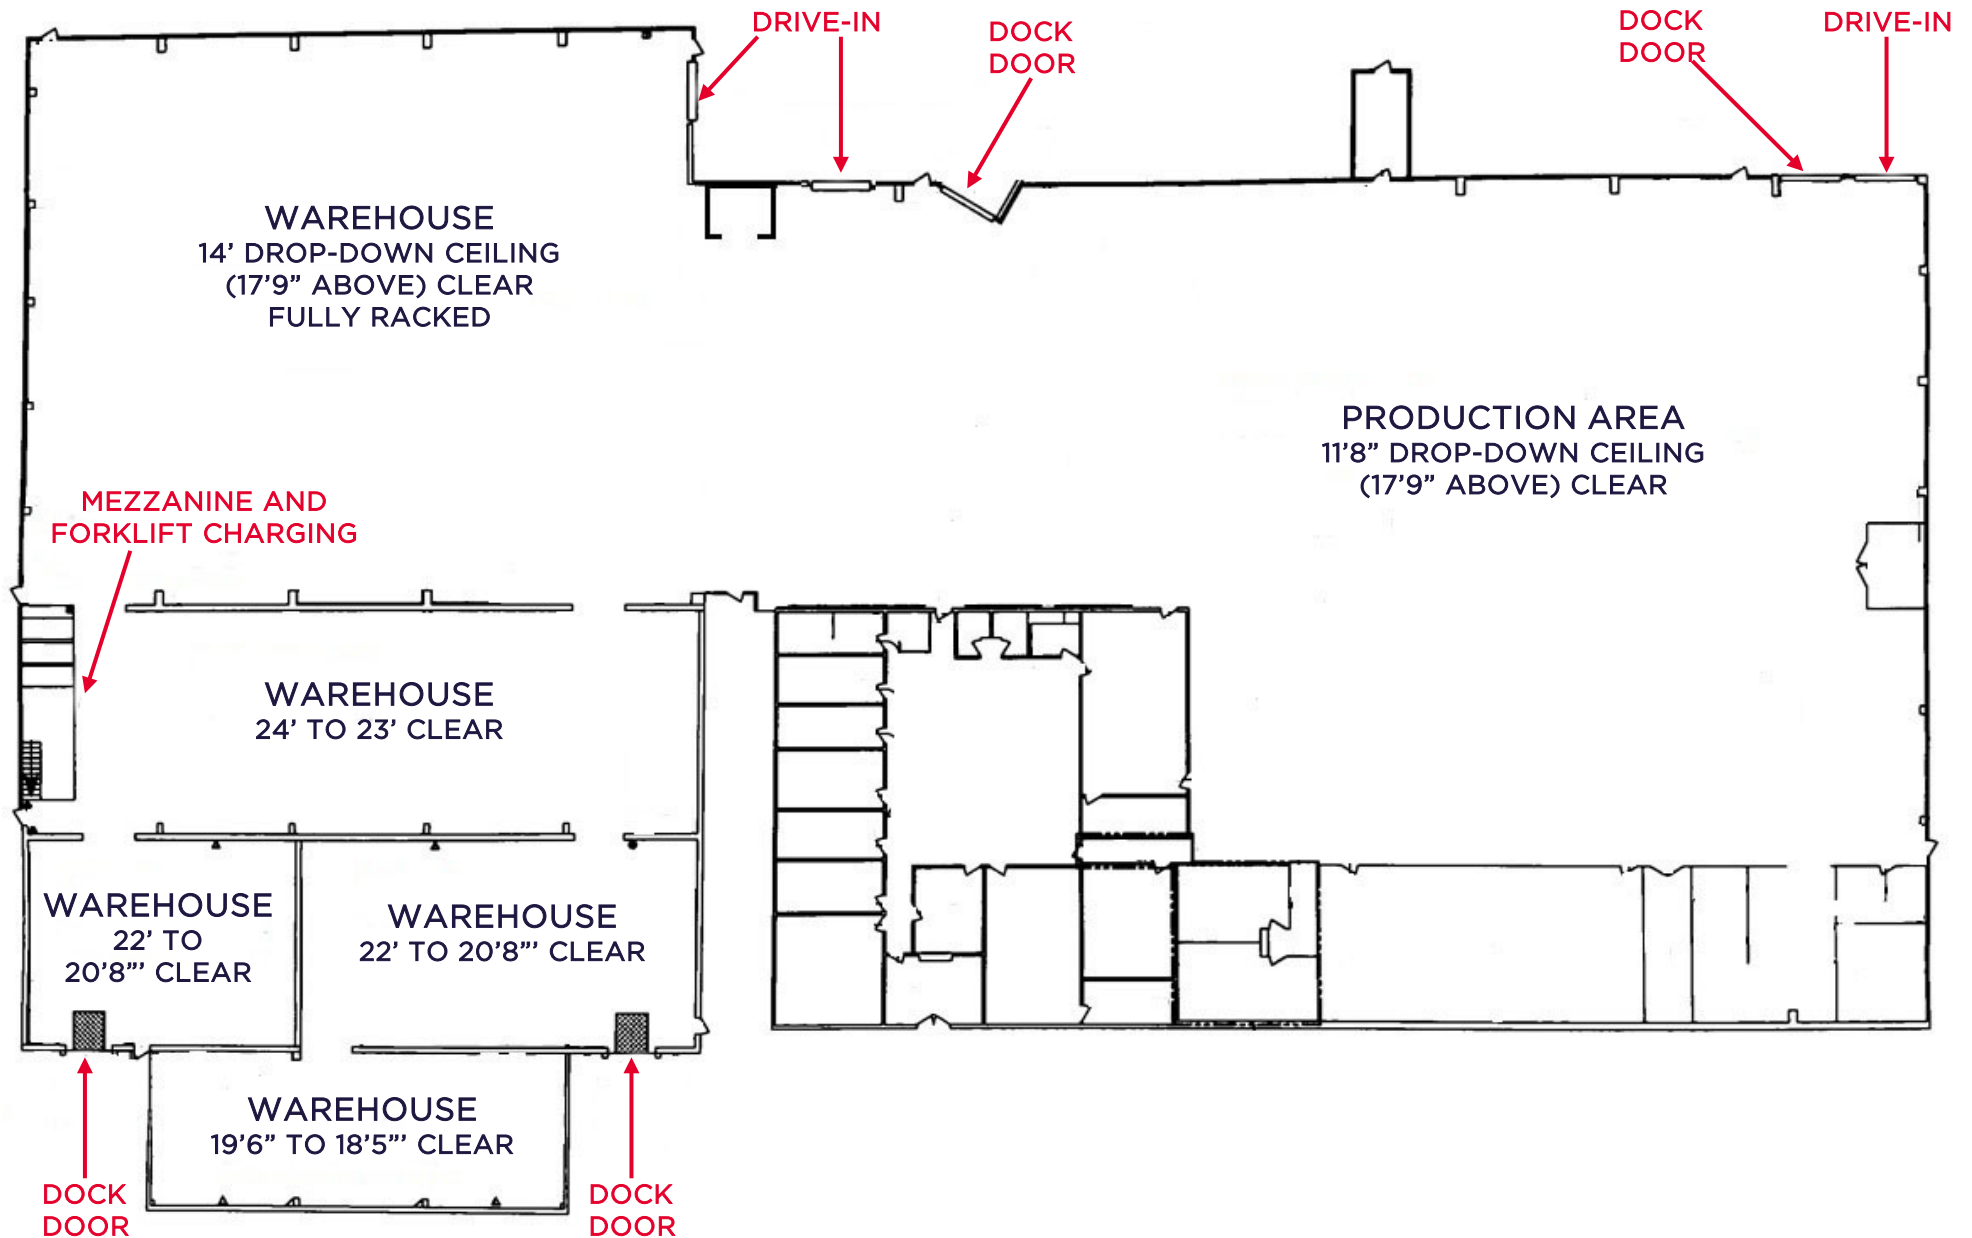 DRIVE-IN
DOCK
DOOR
DOCK
DOOR
DRIVE-IN
WAREHOUSE
14’ DROP-DOWN CEILING
(17’9” ABOVE) CLEAR
FULLY RACKED
PRODUCTION AREA
11’8” DROP-DOWN CEILING
(17’9” ABOVE) CLEAR
MEZZANINE AND
FORKLIFT CHARGING
WAREHOUSE
24’ TO 23’ CLEAR
WAREHOUSE
22’ TO
20’8”’ CLEAR
WAREHOUSE
22’ TO 20’8”’ CLEAR
WAREHOUSE
19’6” TO 18’5”’ CLEAR
DOCK
DOOR
DOCK
DOOR